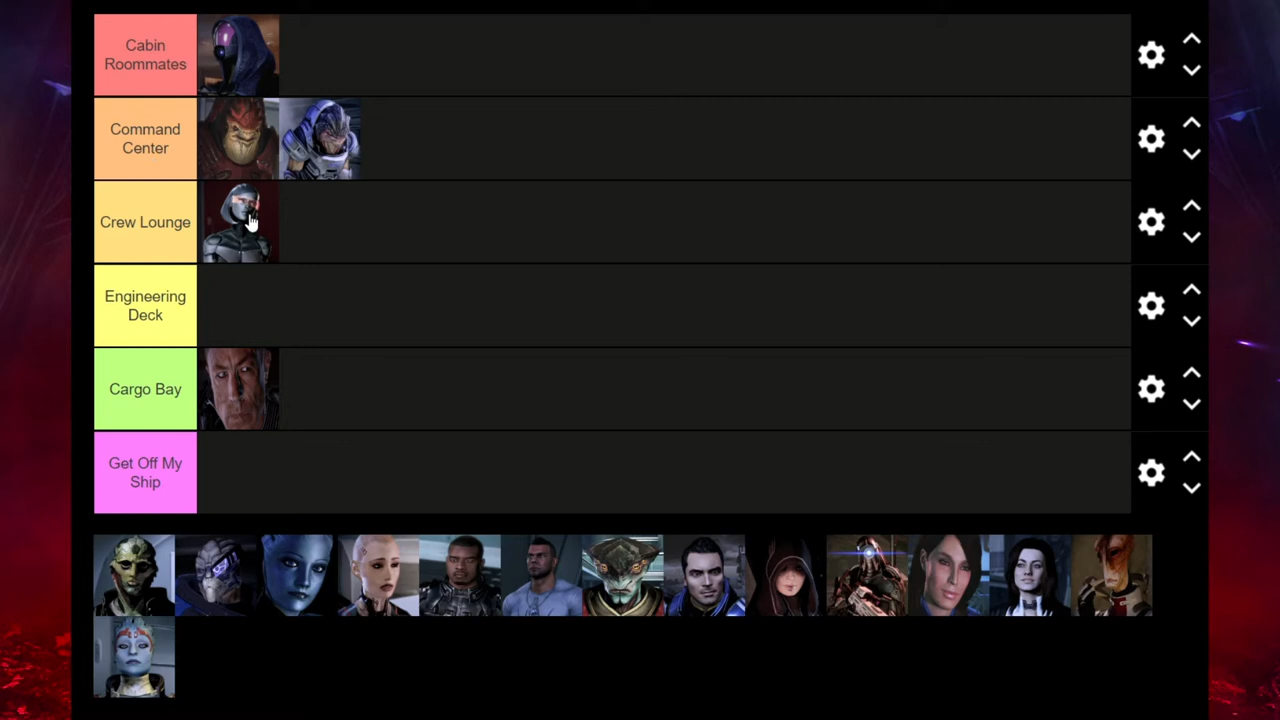 Cabin
Roommates
Command
Center
Crew Lounge
Engineering
Deck
Cargo Bay
Get Off My
Ship